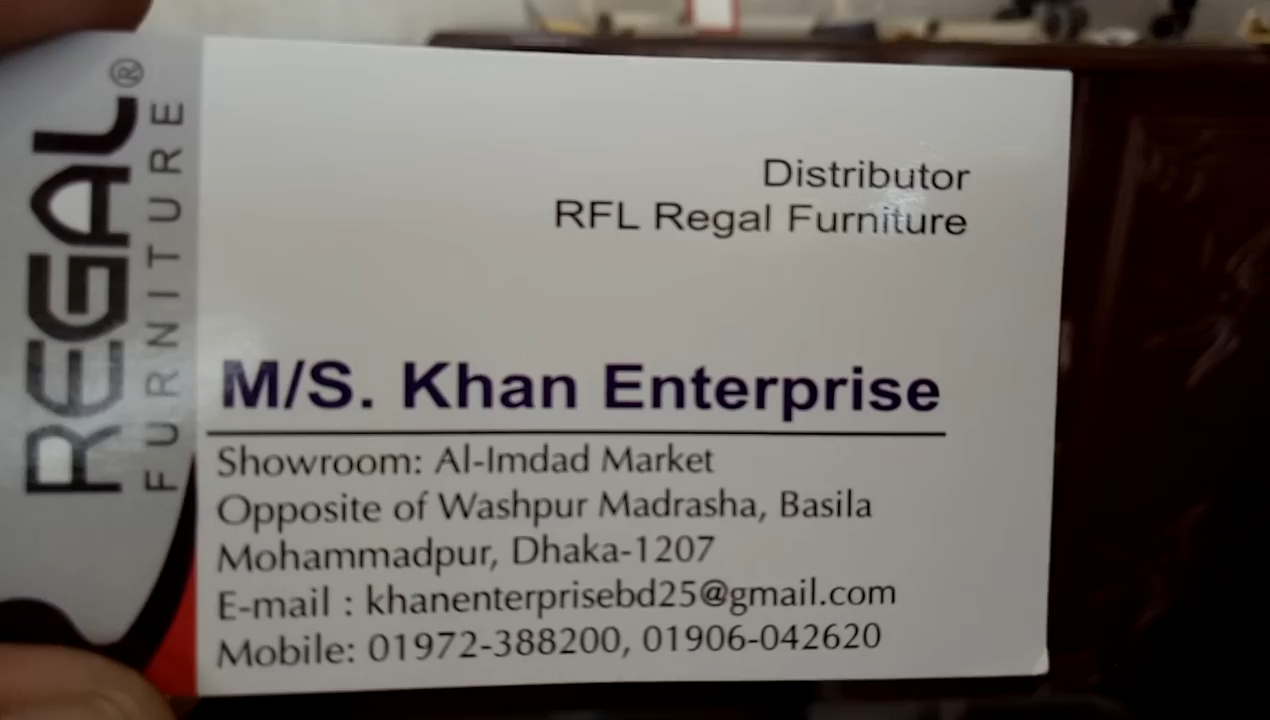 REGAL®
FURNITURE
Distributor
RFL Regal Furniture
M/S. Khan Enterprise
Showroom: Al-Imdad Market
Opposite of Washpur Madrasha, Basila
Mohammadpur, Dhaka-1207
E-mail : khanenterprisebd25@gmail.com
Mobile: 01972-388200, 01906-042620